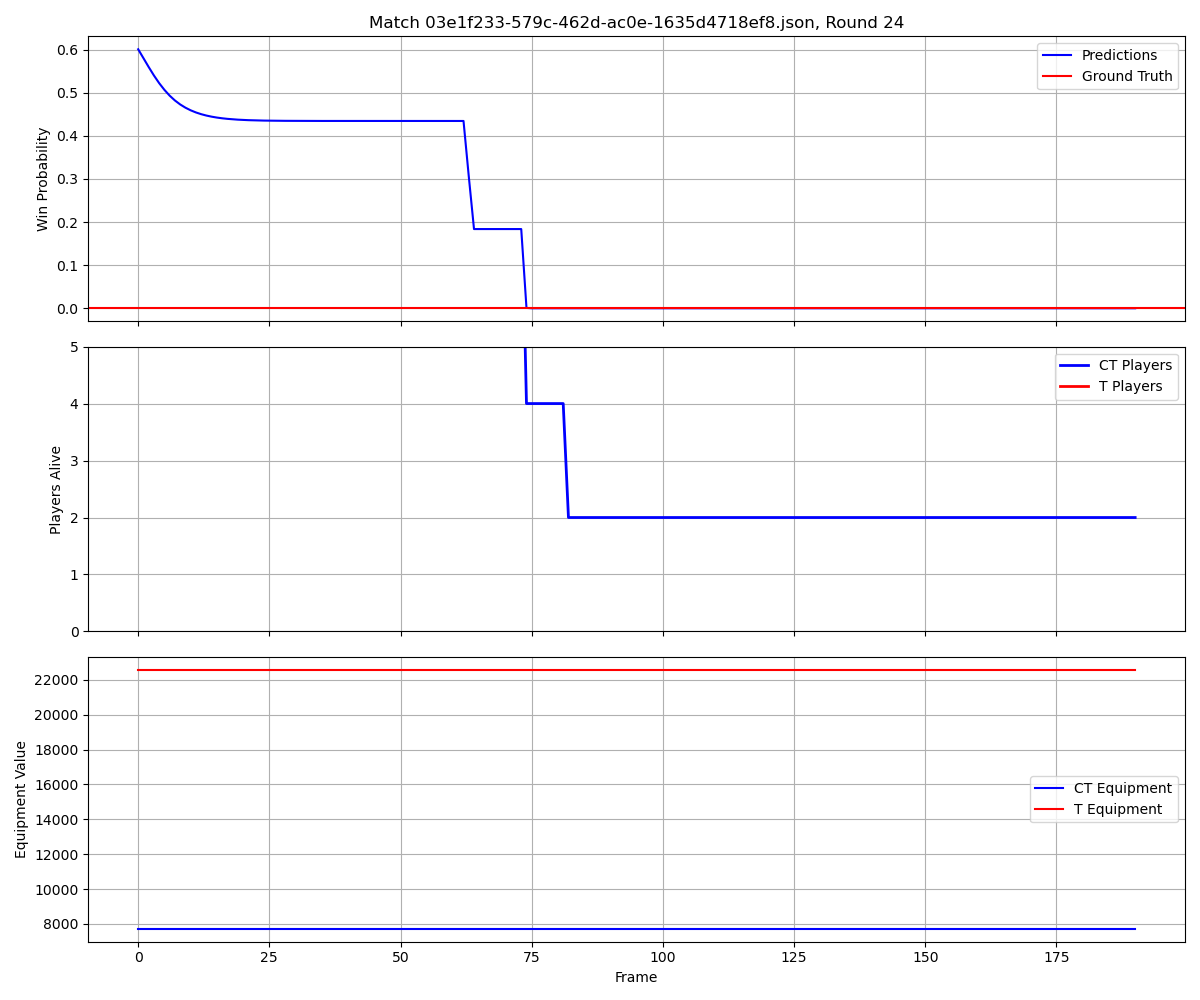 Match 03e1f233-579c-462d-ac0e-1635d4718ef8.json, Round 24
Win Probability
0.6
0.5
0.4
0.3
0.2
0.1
0.0
Predictions
Ground Truth
Players Alive
5
4
3
2
1
0
CT Players
T Players
Equipment Value
22000
20000
18000
16000
14000
12000
10000
8000
CT Equipment
T Equipment
0 25 50 75 100 125 150 175
Frame